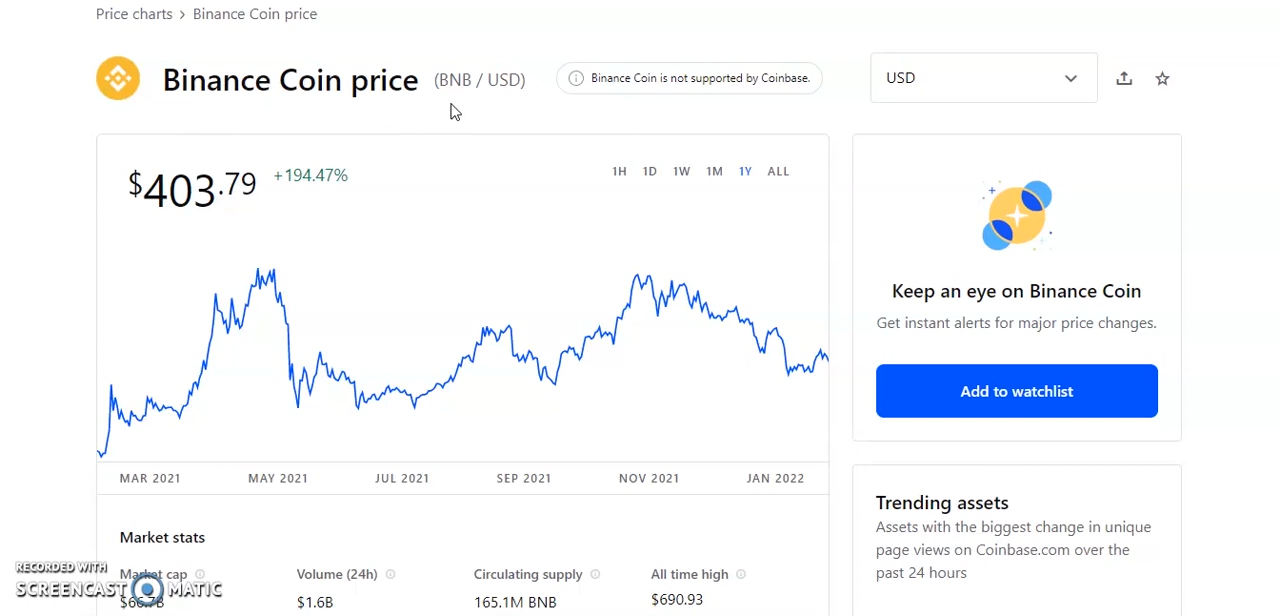 Price charts > Binance Coin price
Binance Coin price (BNB / USD)
Binance Coin is not supported by Coinbase.
USD
$403.79 +194.47%
1H 1D 1W 1M 1Y ALL
MAR 2021 MAY 2021 JUL 2021 SEP 2021 NOV 2021 JAN 2022
Market stats
Market cap
$66.7B
Volume (24h)
$1.6B
Circulating supply
165.1M BNB
All time high
$690.93
Keep an eye on Binance Coin
Get instant alerts for major price changes.
Add to watchlist
Trending assets
Assets with the biggest change in unique
page views on Coinbase.com over the
past 24 hours
RECORDED WITH
SCREENCAST MATIC